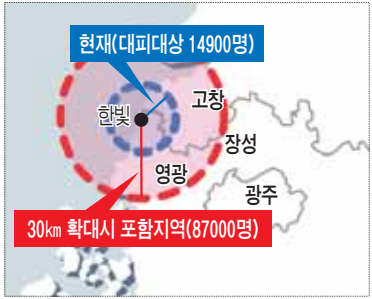 현재(대피대상 14900명)
한빛
고창
장성
영광
광주
30㎞ 확대시 포함지역(87000명)